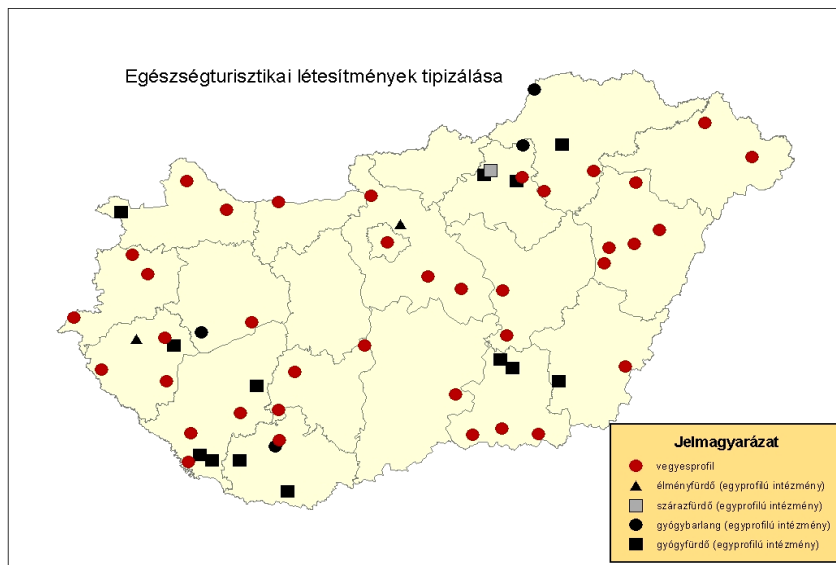 Egészségturisztikai létesítmények tipizálása
Jelmagyarázat
vegyesprofil
élményfürdő (egyprofilú intézmény)
szárazfürdő (egyprofilú intézmény)
gyógybarlang (egyprofilú intézmény)
gyógyfürdő (egyprofilú intézmény)